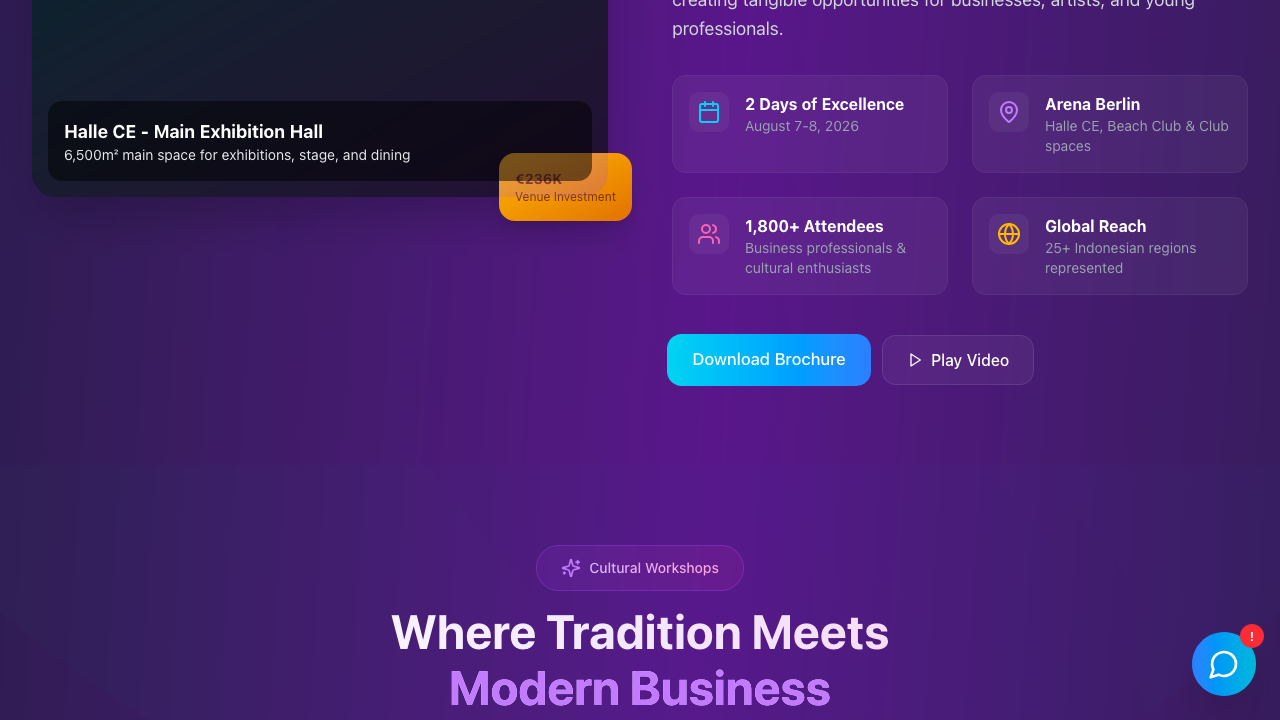 creating tangible opportunities for businesses, artists, and young
professionals.
Halle CE - Main Exhibition Hall
6,500m² main space for exhibitions, stage, and dining
€236K
Venue Investment
2 Days of Excellence
August 7-8, 2026
Arena Berlin
Halle CE, Beach Club & Club
spaces
1,800+ Attendees
Business professionals &
cultural enthusiasts
Global Reach
25+ Indonesian regions
represented
Download Brochure
Play Video
Cultural Workshops
Where Tradition Meets
Modern Business
!